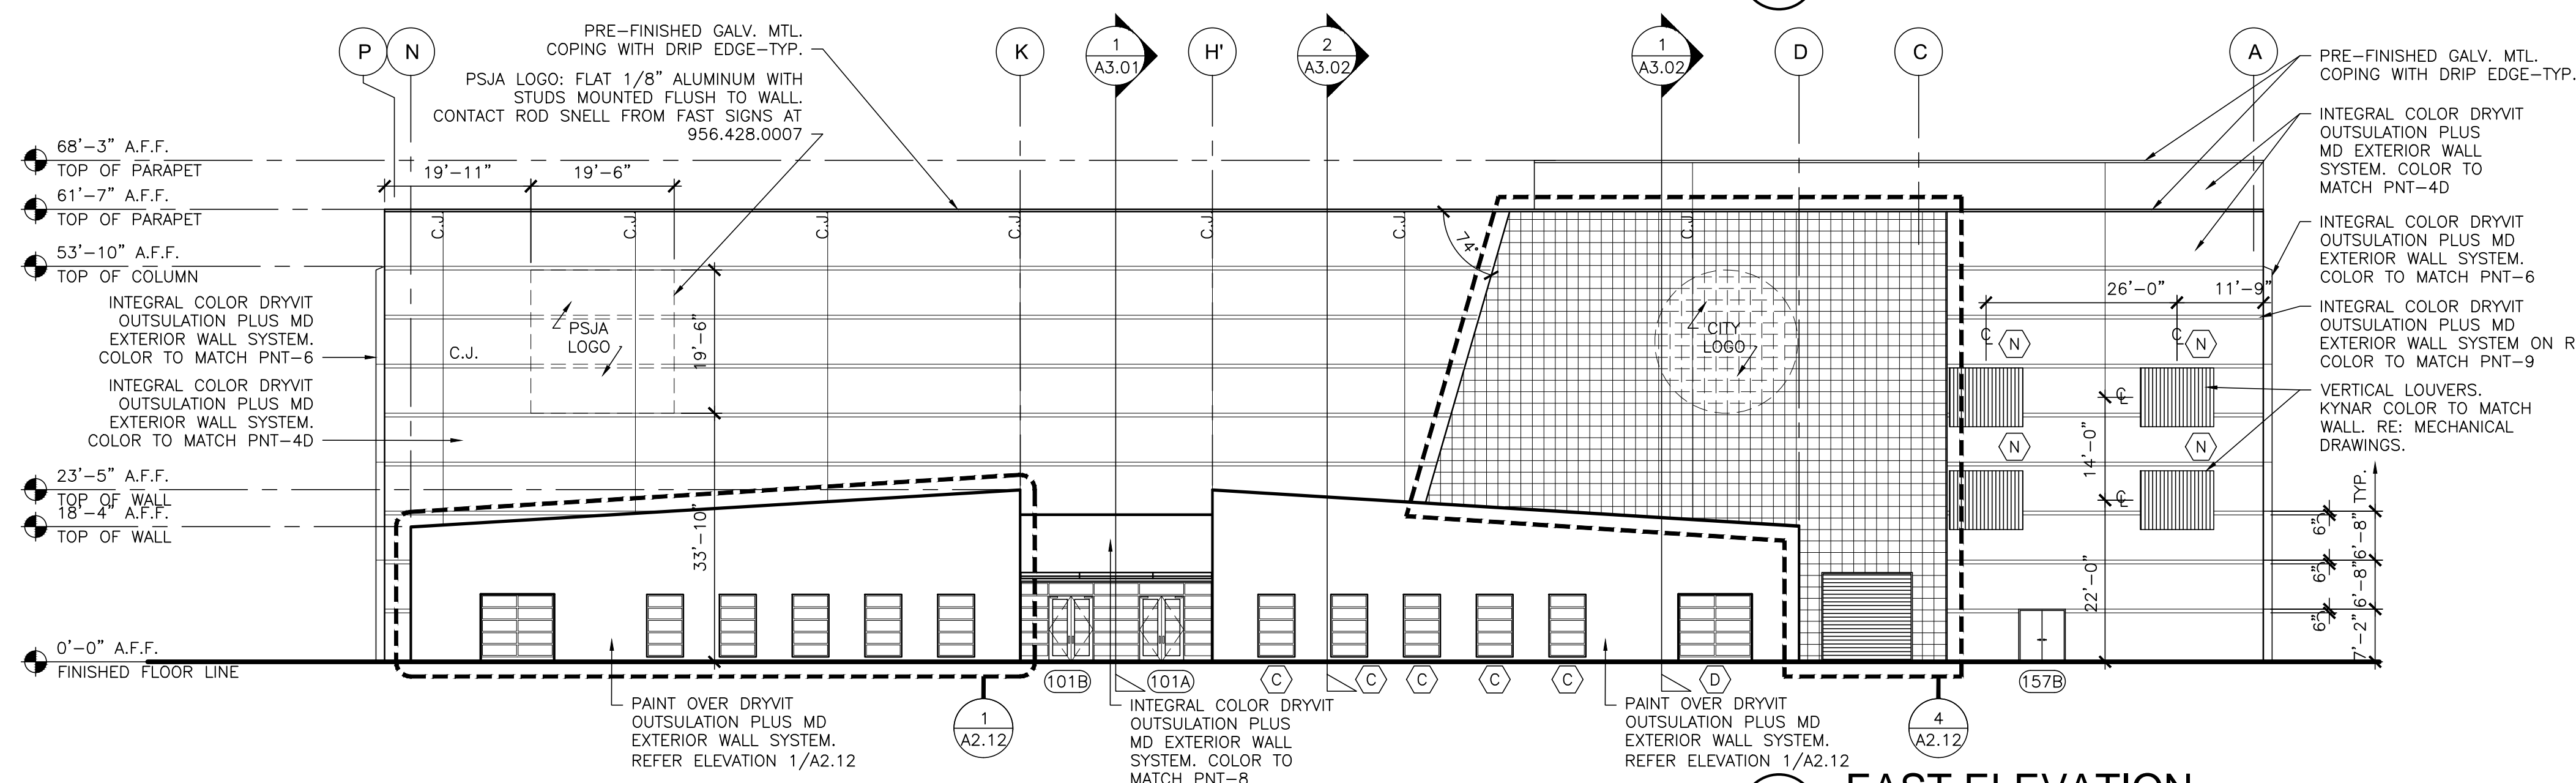 P
N
K
1
A3.01
H'
2
A3.02
1
A3.02
D
C
A
PRE-FINISHED GALV. MTL.
COPING WITH DRIP EDGE-TYP.
PSJA LOGO: FLAT 1/8" ALUMINUM WITH
STUDS MOUNTED FLUSH TO WALL.
CONTACT ROD SNELL FROM FAST SIGNS AT
956.428.0007
68'-3" A.F.F.
TOP OF PARAPET
61'-7" A.F.F.
TOP OF PARAPET
53'-10" A.F.F.
TOP OF COLUMN
INTEGRAL COLOR DRYVIT
OUTSULATION PLUS MD
EXTERIOR WALL SYSTEM.
COLOR TO MATCH PNT-6
INTEGRAL COLOR DRYVIT
OUTSULATION PLUS MD
EXTERIOR WALL SYSTEM.
COLOR TO MATCH PNT-4D
23'-5" A.F.F.
TOP OF WALL
18'-4" A.F.F.
TOP OF WALL
0'-0" A.F.F.
FINISHED FLOOR LINE
19'-11"
19'-6"
C.J.
C.J.
C.J.
C.J.
C.J.
C.J.
C.J.
C.J.
PSJA
LOGO
19'-6"
33'-10"
74°
CITY
LOGO
26'-0"
11'-9"
N
N
N
N
14'-0"
22'-0"
PRE-FINISHED GALV. MTL.
COPING WITH DRIP EDGE-TYP.
INTEGRAL COLOR DRYVIT
OUTSULATION PLUS
MD EXTERIOR WALL
SYSTEM. COLOR TO
MATCH PNT-4D
INTEGRAL COLOR DRYVIT
OUTSULATION PLUS MD
EXTERIOR WALL SYSTEM.
COLOR TO MATCH PNT-6
INTEGRAL COLOR DRYVIT
OUTSULATION PLUS MD
EXTERIOR WALL SYSTEM ON R
COLOR TO MATCH PNT-9
VERTICAL LOUVERS.
KYNAR COLOR TO MATCH
WALL. RE: MECHANICAL
DRAWINGS.
6"
6"
6"
7'-2" 6'-8" 6'-8" TYP.
101B
101A
C
C
C
C
C
D
157B
PAINT OVER DRYVIT
OUTSULATION PLUS MD
EXTERIOR WALL SYSTEM.
REFER ELEVATION 1/A2.12
1
A2.12
INTEGRAL COLOR DRYVIT
OUTSULATION PLUS
MD EXTERIOR WALL
SYSTEM. COLOR TO
MATCH PNT-8
PAINT OVER DRYVIT
OUTSULATION PLUS MD
EXTERIOR WALL SYSTEM.
REFER ELEVATION 1/A2.12
4
A2.12
EAST ELEVATION